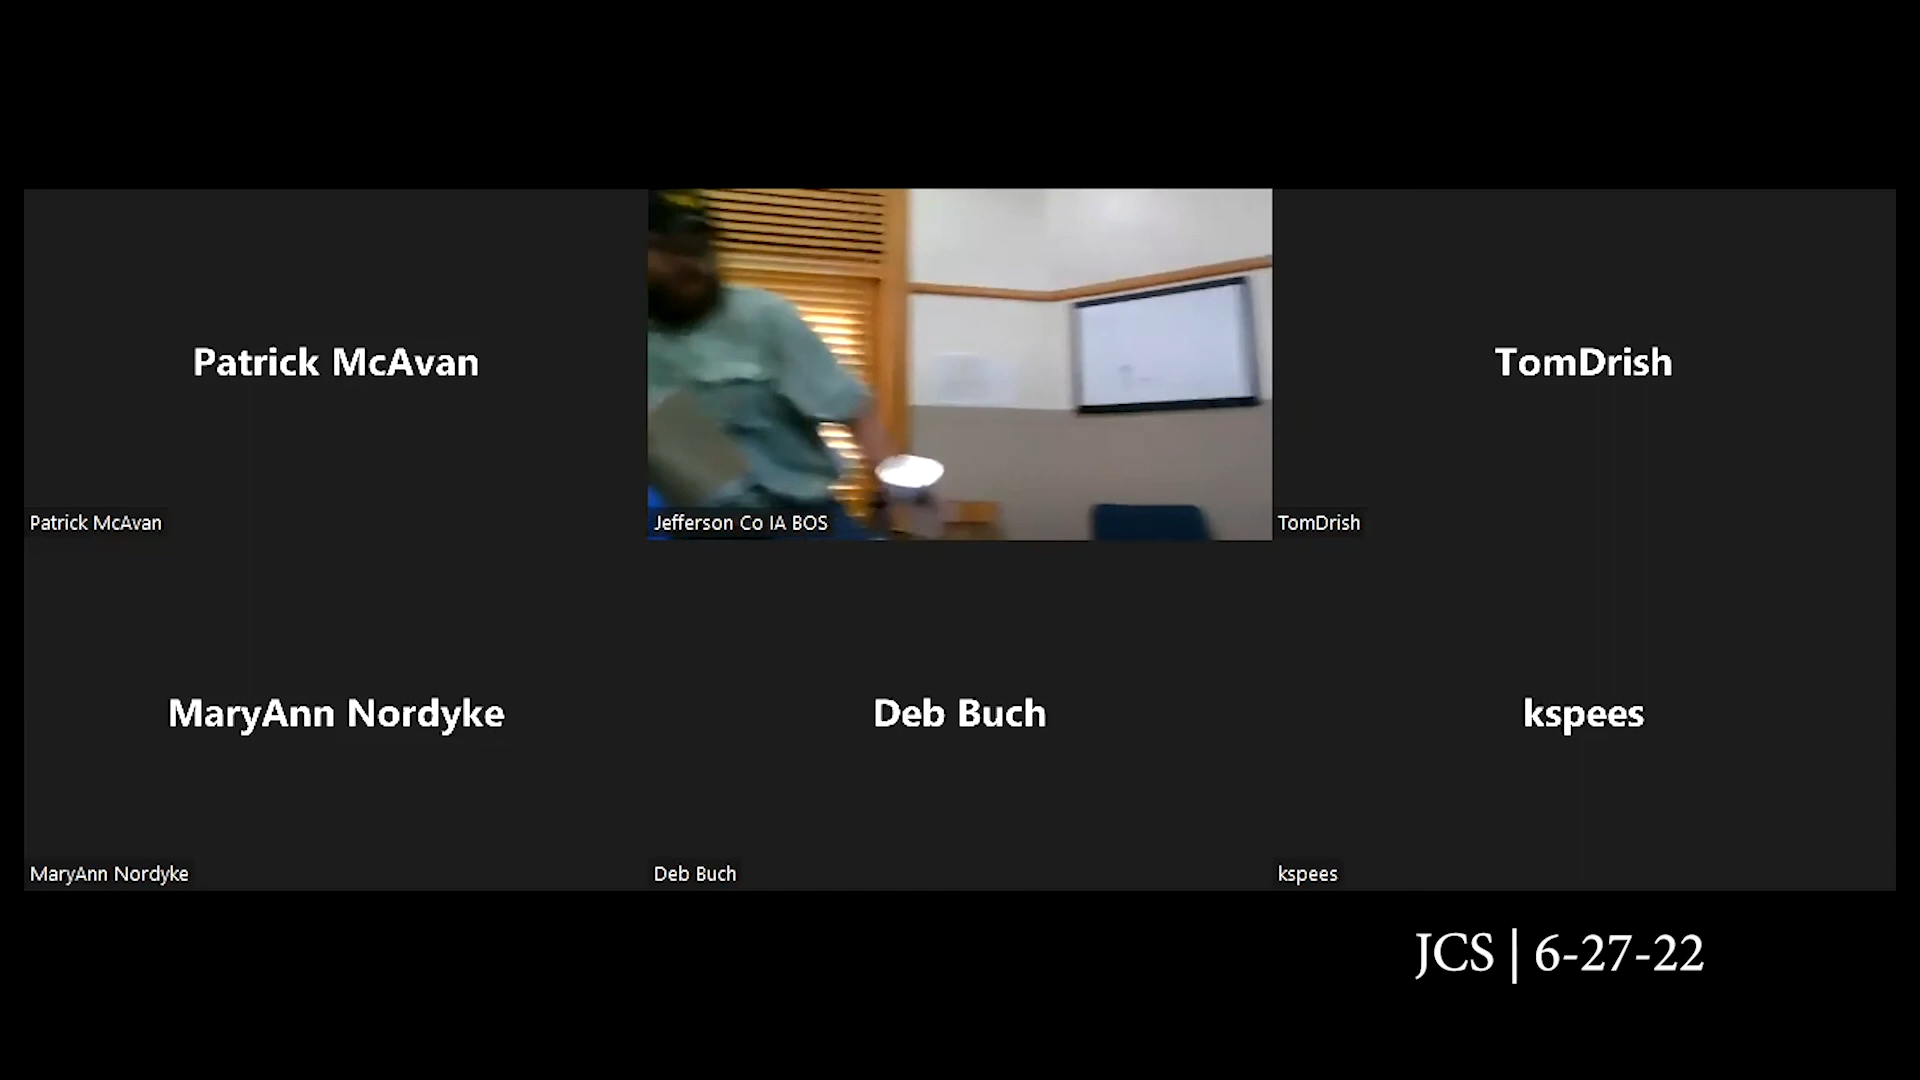 Patrick McAvan
TomDrish
Patrick McAvan
Jefferson Co IA BOS
TomDrish
MaryAnn Nordyke
Deb Buch
kspees
MaryAnn Nordyke
Deb Buch
kspees
JCS | 6-27-22